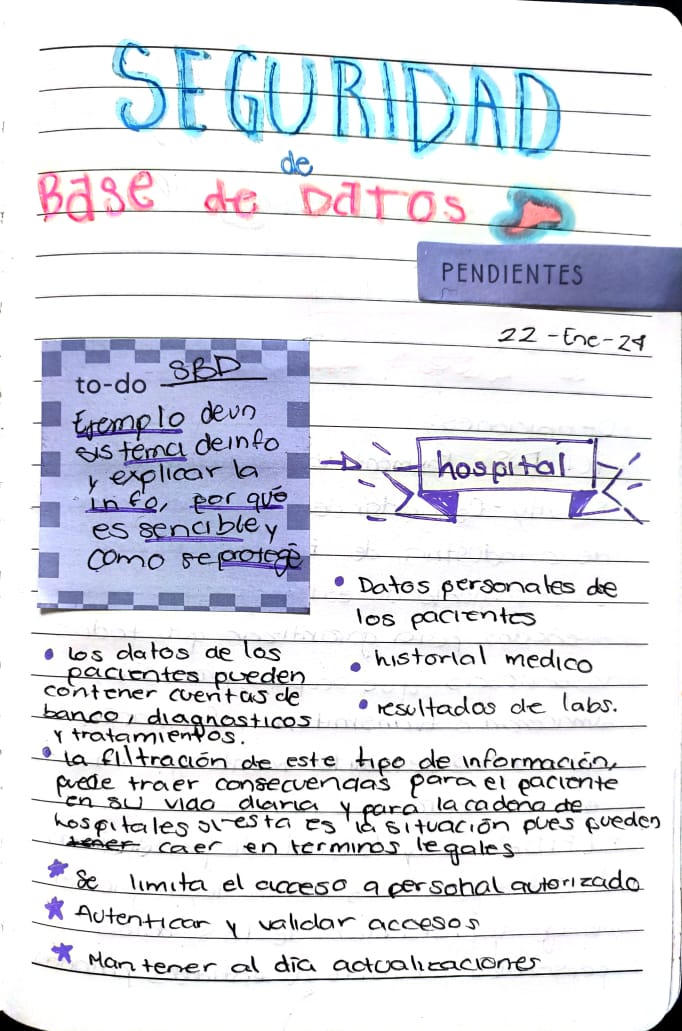 SEGURIDAD
de
Base de Datos
PENDIENTES
22-Ene-24
to-do SBD
Ejemplo de un
sistema de info
y explicar la
info, por qué
es sencible y
como se protege
hospital
• Datos personales de
los pacientes
• historial medico
• resultados de labs.
• los datos de los
pacientes pueden
contener cuentas de
banco, diagnosticos
y tratamientos.
• la filtración de este tipo de información,
puede traer consecuencias para el paciente
en su vida diaria y para la cadena de
hospitales si esta es la situación pues pueden
tener caer en terminos legales
★ Se limita el acceso a personal autorizado
★ Autenticar y validar accesos
★ Mantener al día actualizaciones